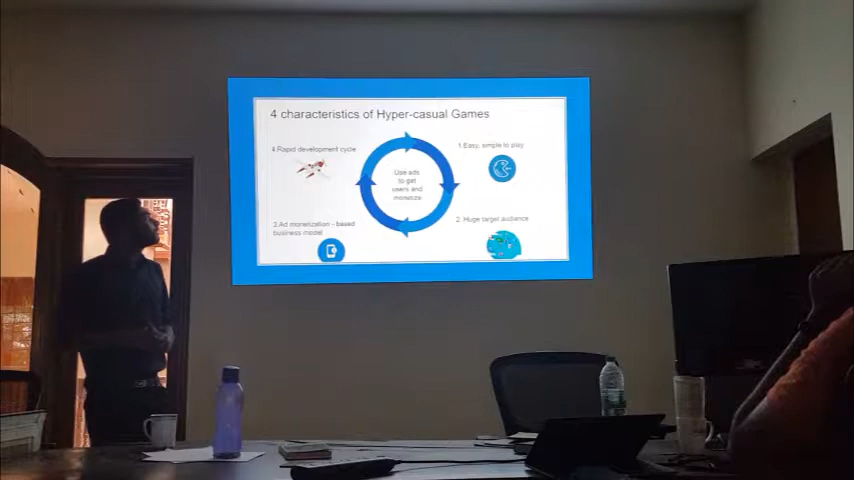 4 characteristics of Hyper-casual Games
4.Rapid development cycle
1.Easy, simple to play
Use ads
to get
users and
monetize
3.Ad monetization - based
business model
2. Huge target audience